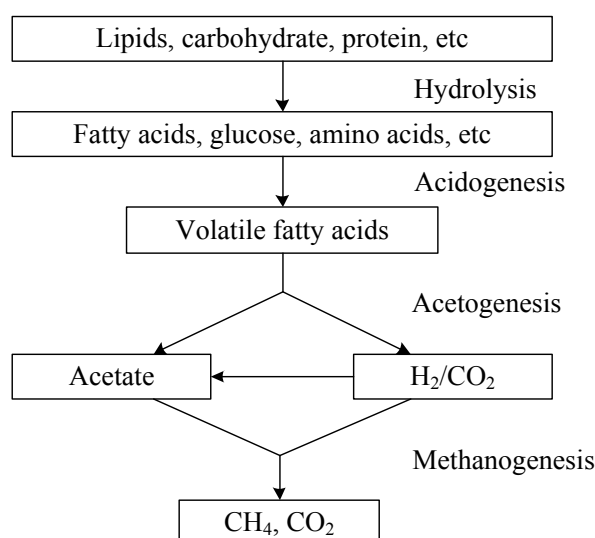 Lipids, carbohydrate, protein, etc
Hydrolysis
Fatty acids, glucose, amino acids, etc
Acidogenesis
Volatile fatty acids
Acetogenesis
Acetate
H₂/CO₂
Methanogenesis
CH₄, CO₂